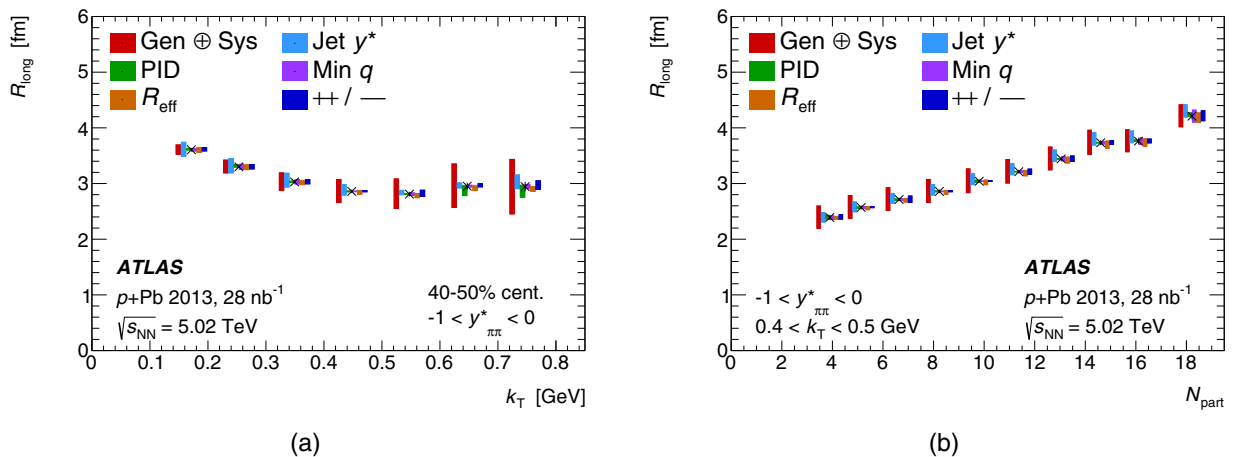 R_long [fm]
6
5
4
3
2
1
0
Gen ⊕ Sys
PID
R_eff
Jet y*
Min q
++ / −−
ATLAS
p+Pb 2013, 28 nb^-1
√s_NN = 5.02 TeV
40-50% cent.
-1 < y*_ππ < 0
0 0.1 0.2 0.3 0.4 0.5 0.6 0.7 0.8
k_T [GeV]
(a)
R_long [fm]
6
5
4
3
2
1
0
Gen ⊕ Sys
PID
R_eff
Jet y*
Min q
++ / −−
-1 < y*_ππ < 0
0.4 < k_T < 0.5 GeV
ATLAS
p+Pb 2013, 28 nb^-1
√s_NN = 5.02 TeV
0 2 4 6 8 10 12 14 16 18
N_part
(b)